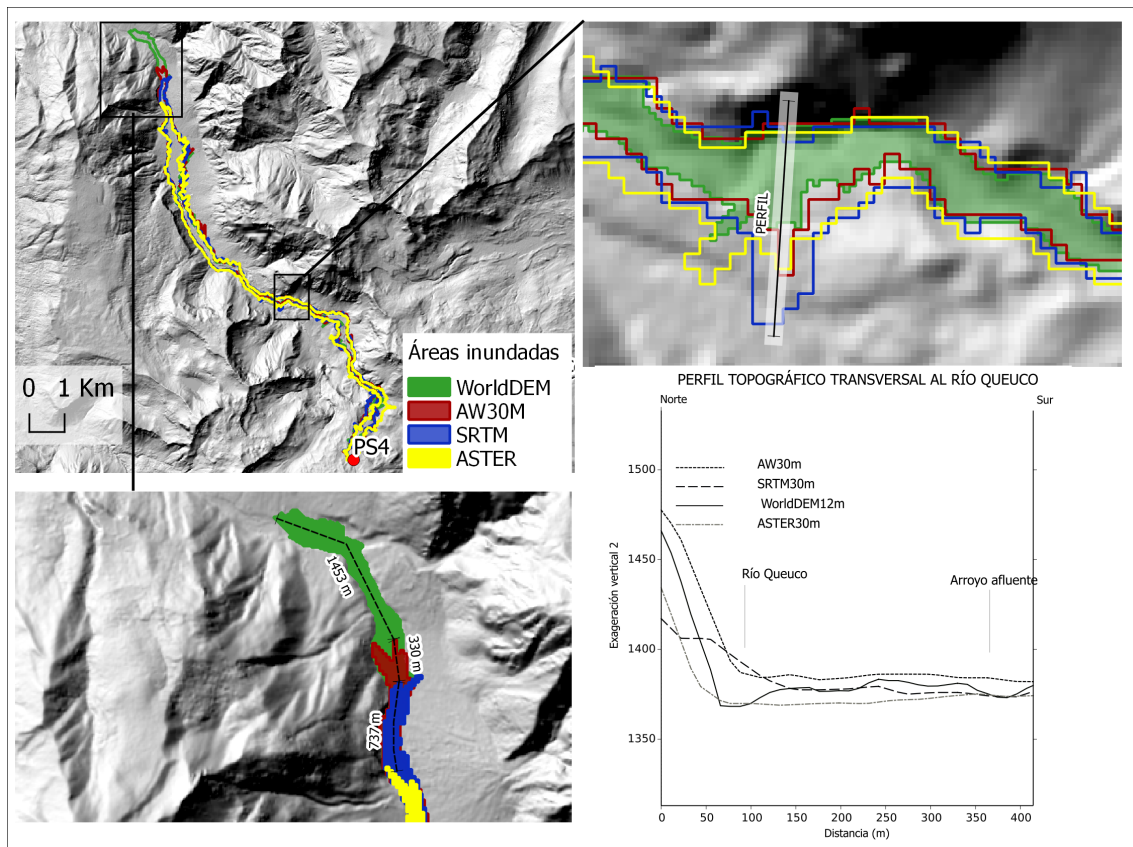 0 1 Km
Áreas inundadas
WorldDEM
AW30M
SRTM
ASTER
PS4
PERFIL
1453 m
330 m
737 m
PERFIL TOPOGRÁFICO TRANSVERSAL AL RÍO QUEUCO
Norte
Sur
AW30m
SRTM30m
WorldDEM12m
ASTER30m
Río Queuco
Arroyo afluente
Exageración vertical 2
1500
1450
1400
1350
0 50 100 150 200 250 300 350 400
Distancia (m)